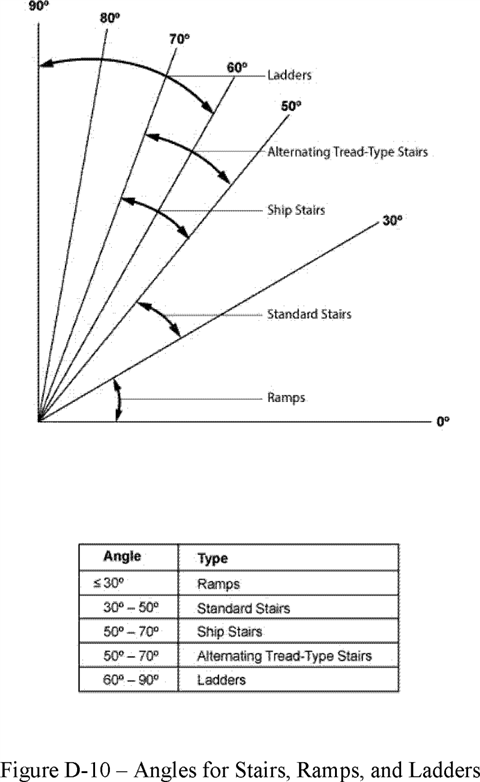 90º
80º
70º
60º
50º
30º
0º
Ladders
Alternating Tread-Type Stairs
Ship Stairs
Standard Stairs
Ramps
Angle Type
≤ 30º Ramps
30º – 50º Standard Stairs
50º – 70º Ship Stairs
50º – 70º Alternating Tread-Type Stairs
60º – 90º Ladders
Figure D-10 – Angles for Stairs, Ramps, and Ladders